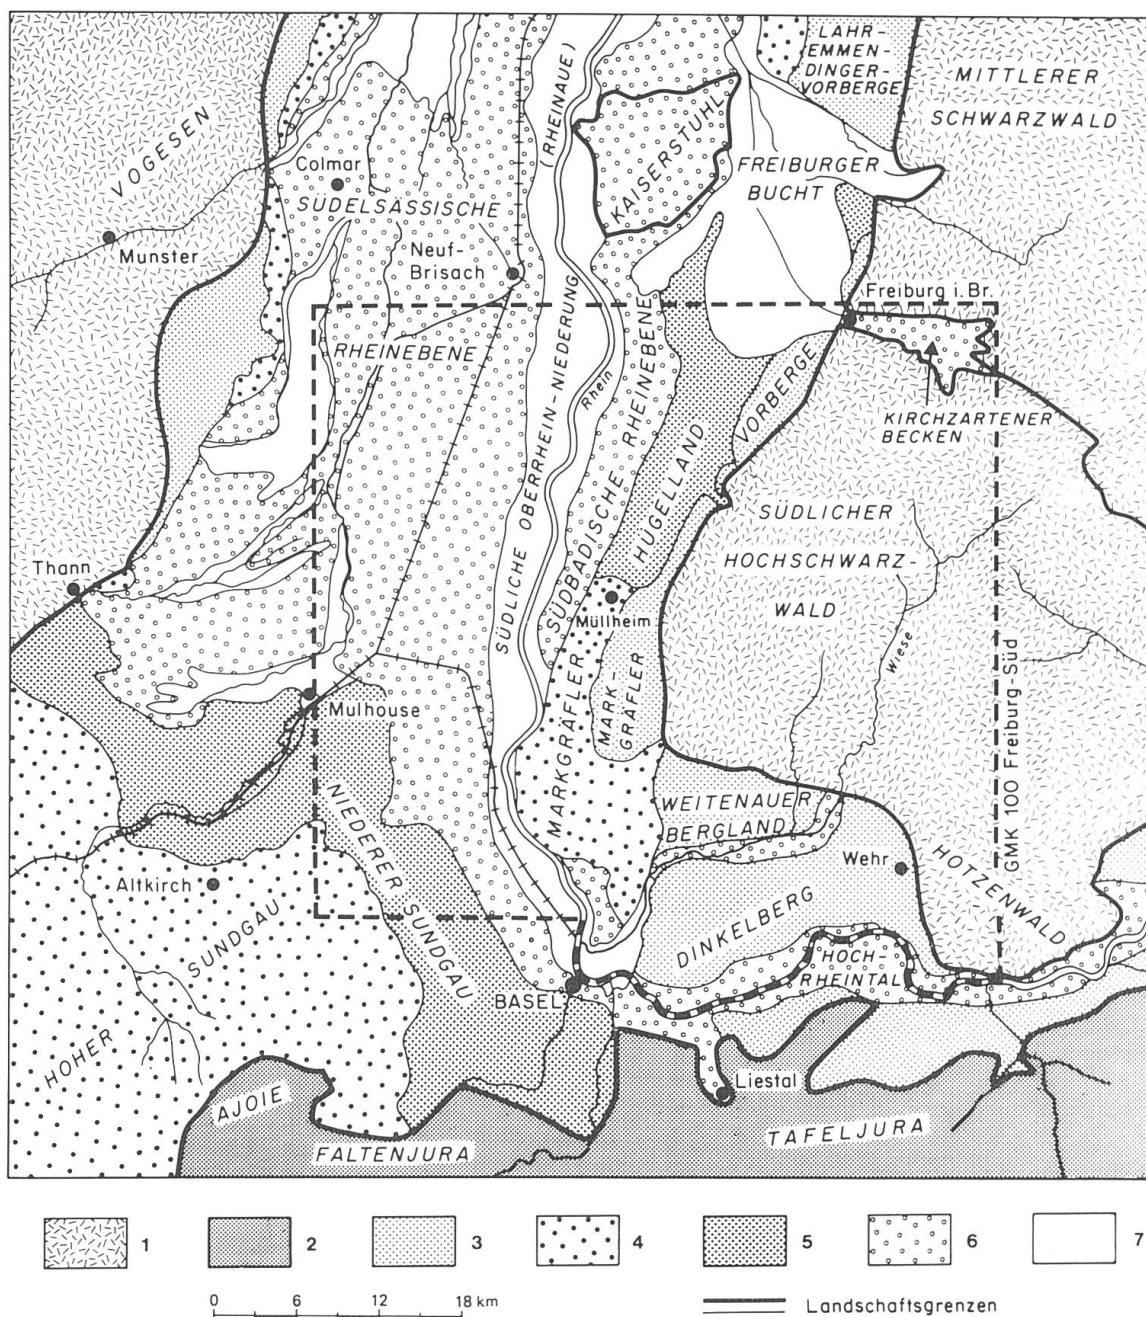 LAHR-
EMMEN-
DINGER-
VORBERGE
MITTLERER
SCHWARZWALD
VOGESEN
Colmar
SÜDELSÄSSISCHE
(RHEINAUE)
KAISERSTUHL
FREIBURGER
BUCHT
Munster
Neuf-
Brisach
Freiburg i. Br.
RHEINEBENE
SÜDLICHE OBERRHEIN-NIEDERUNG
Rhein
SÜDBADISCHE RHEINEBENE
VORBERGE
KIRCHZARTENER
BECKEN
HÜGELLAND
SÜDLICHER
HOCHSCHWARZ-
WALD
Thann
Müllheim
Wiese
GMK 100 Freiburg Süd
MARKGRÄFLER
MARK-
GRÄFLER
Mulhouse
WEITENAUER
BERGLAND
NIEDERER SUNDGAU
Wehr
HOTZENWALD
Altkirch
DINKELBERG
HOHER
SUNDGAU
HOCH-
RHEINTAL
BASEL
Liestal
AJOIE
FALTENJURA
TAFELJURA
1 2 3 4 5 6 7
0 6 12 18 km
Landschaftsgrenzen